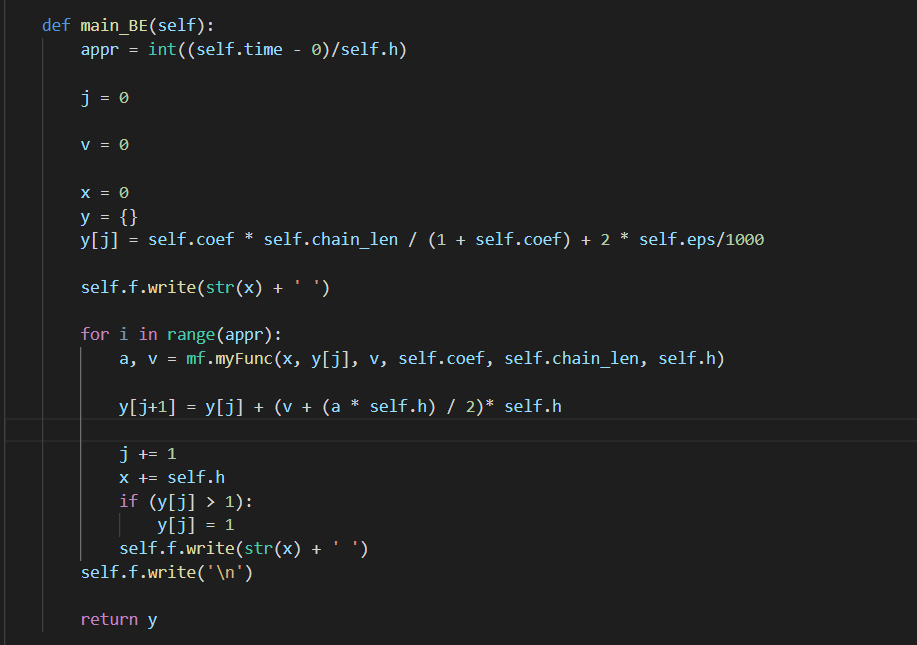 def main_BE(self):
    appr = int((self.time - 0)/self.h)
    j = 0
    v = 0
    x = 0
    y = {}
    y[j] = self.coef * self.chain_len / (1 + self.coef) + 2 * self.eps/1000
    self.f.write(str(x) + ' ')
    for i in range(appr):
        a, v = mf.myFunc(x, y[j], v, self.coef, self.chain_len, self.h)
        y[j+1] = y[j] + (v + (a * self.h) / 2)* self.h
        j += 1
        x += self.h
        if (y[j] > 1):
            y[j] = 1
        self.f.write(str(x) + ' ')
    self.f.write('\n')
    return y